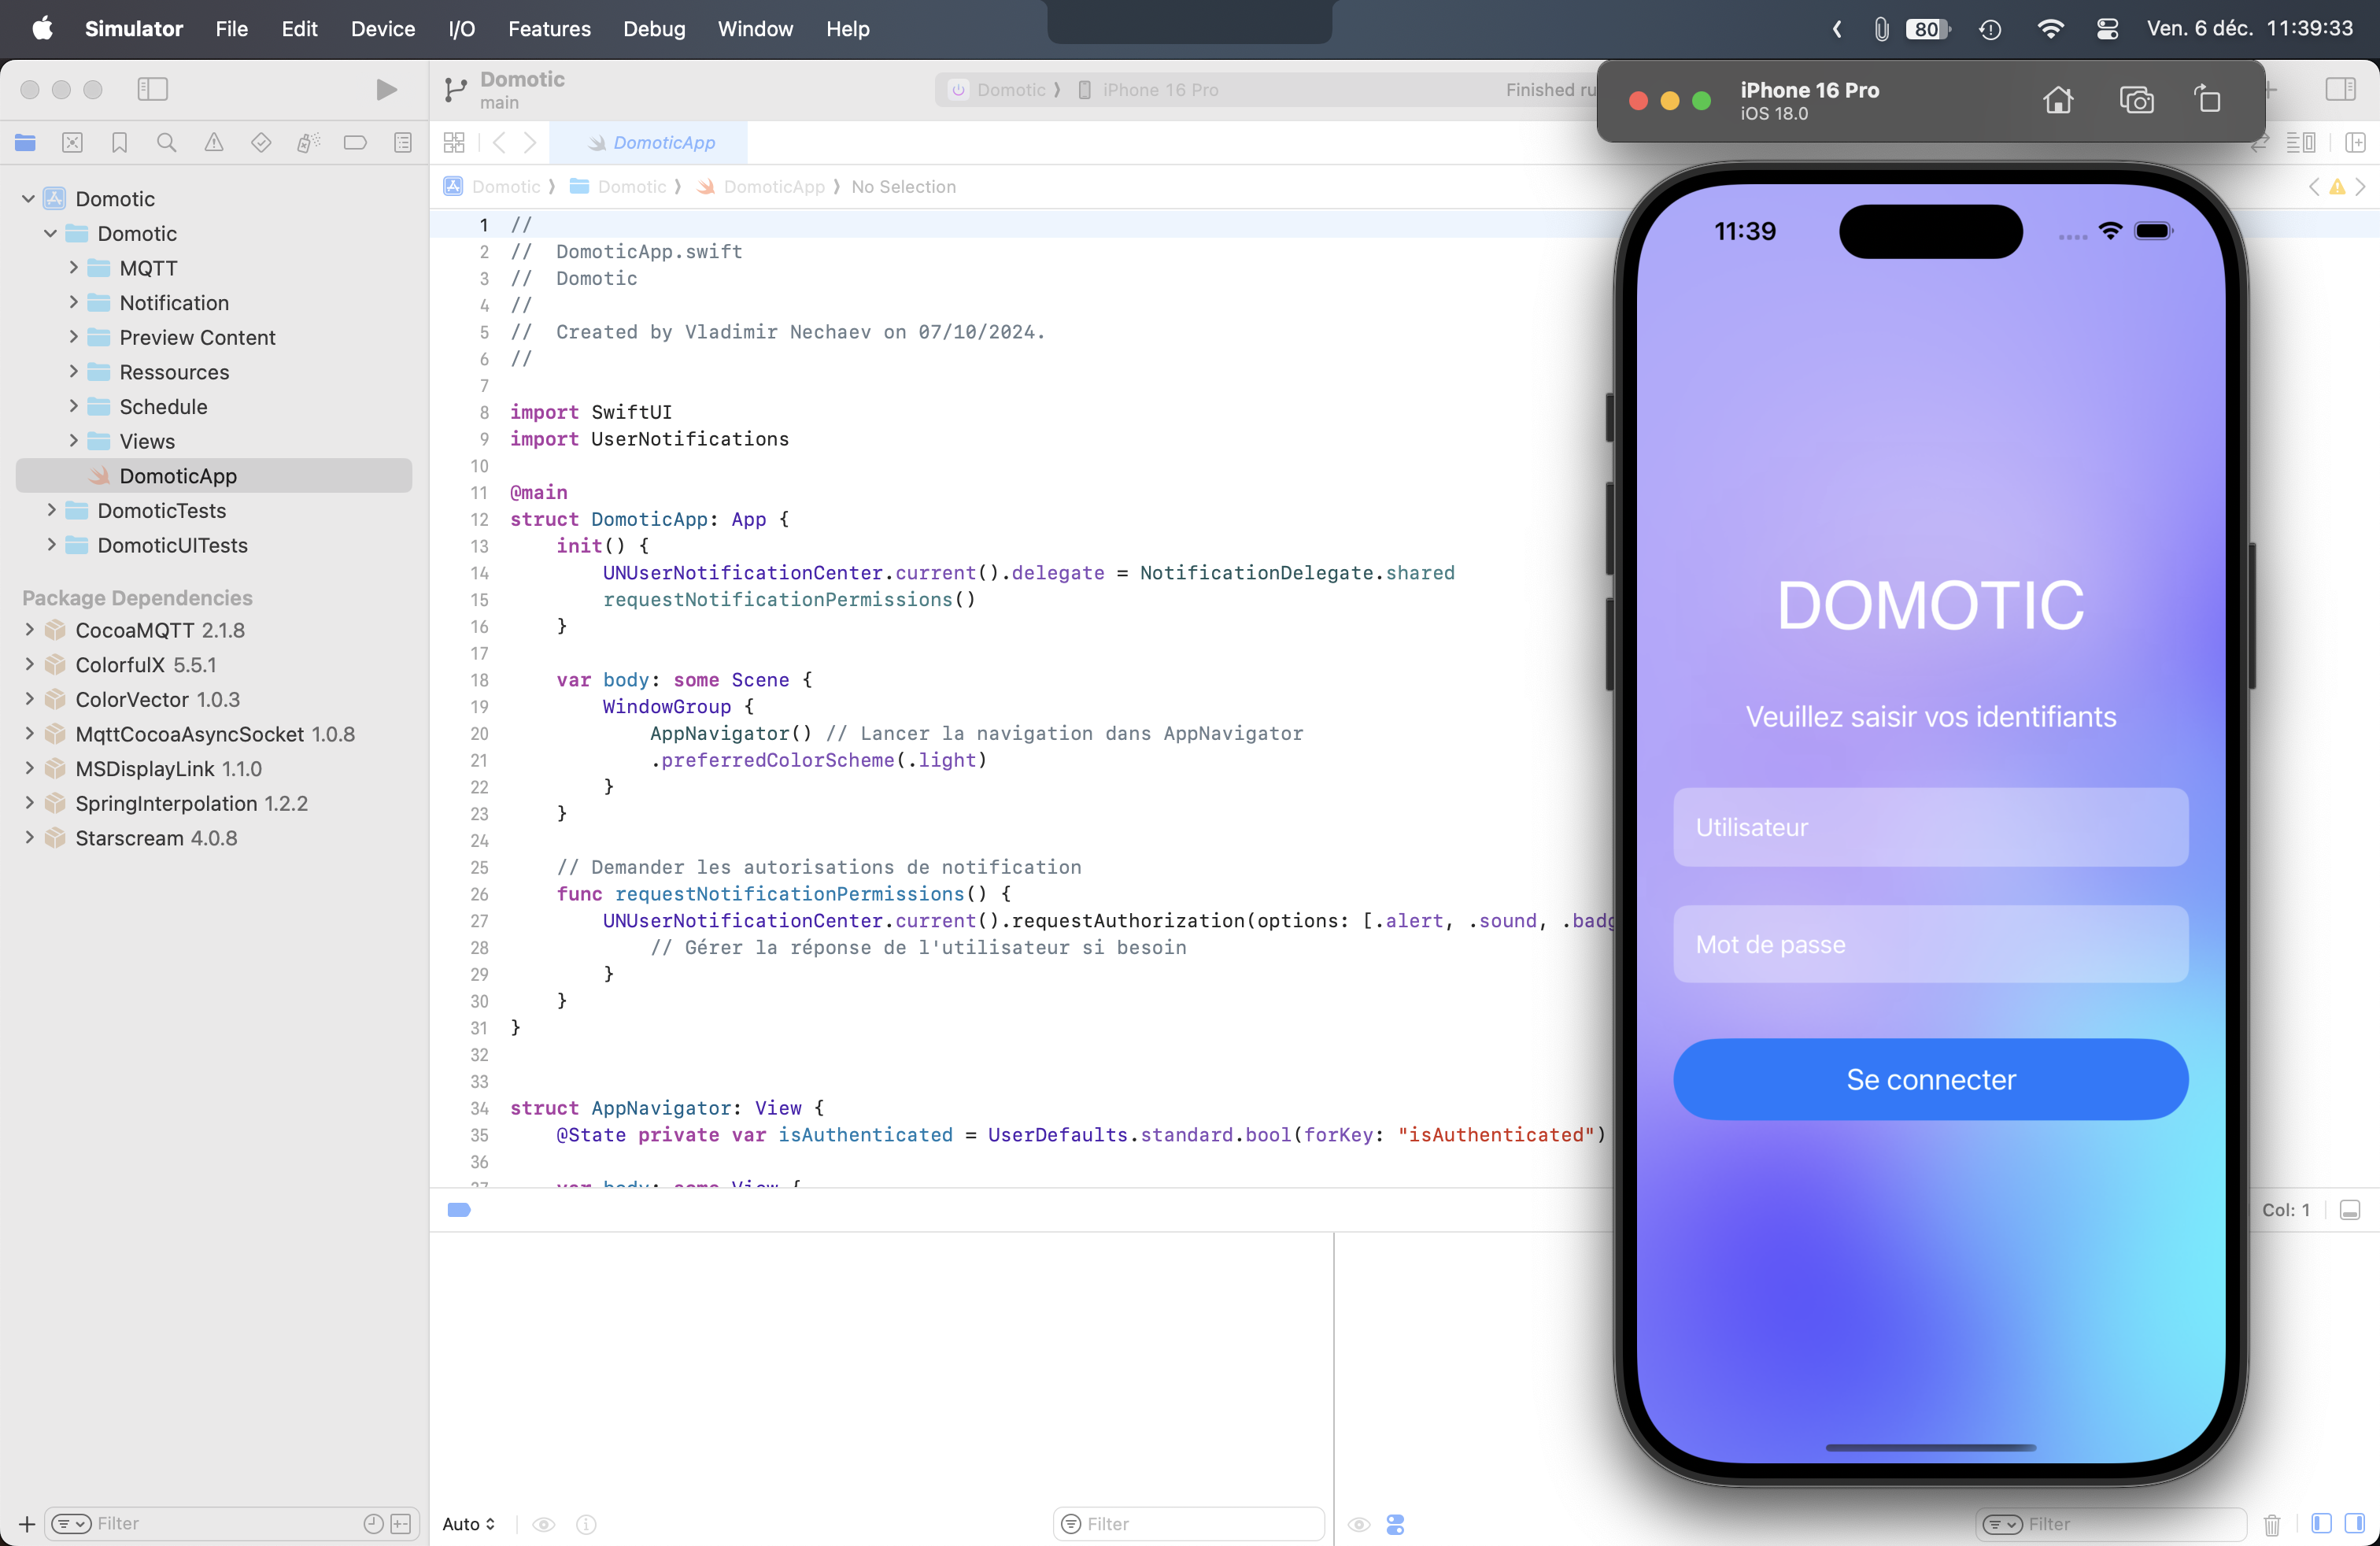 Simulator File Edit Device I/O Features Debug Window Help 80 Ven. 6 déc. 11:39:33
Domotic
main
Domotic ⟩ iPhone 16 Pro Finished ru
DomoticApp
Domotic ⟩ Domotic ⟩ DomoticApp ⟩ No Selection
Domotic
Domotic
MQTT
Notification
Preview Content
Ressources
Schedule
Views
DomoticApp
DomoticTests
DomoticUITests
Package Dependencies
CocoaMQTT 2.1.8
ColorfulX 5.5.1
ColorVector 1.0.3
MqttCocoaAsyncSocket 1.0.8
MSDisplayLink 1.1.0
SpringInterpolation 1.2.2
Starscream 4.0.8
Filter
1 //
2 //  DomoticApp.swift
3 //  Domotic
4 //
5 //  Created by Vladimir Nechaev on 07/10/2024.
6 //
7
8 import SwiftUI
9 import UserNotifications
10
11 @main
12 struct DomoticApp: App {
13     init() {
14         UNUserNotificationCenter.current().delegate = NotificationDelegate.shared
15         requestNotificationPermissions()
16     }
17
18     var body: some Scene {
19         WindowGroup {
20             AppNavigator() // Lancer la navigation dans AppNavigator
21             .preferredColorScheme(.light)
22         }
23     }
24
25     // Demander les autorisations de notification
26     func requestNotificationPermissions() {
27         UNUserNotificationCenter.current().requestAuthorization(options: [.alert, .sound, .badg
28             // Gérer la réponse de l'utilisateur si besoin
29         }
30     }
31 }
32
33
34 struct AppNavigator: View {
35     @State private var isAuthenticated = UserDefaults.standard.bool(forKey: "isAuthenticated")
36
37     var body: some View {
Col: 1
Auto
Filter
Filter
iPhone 16 Pro
iOS 18.0
11:39
DOMOTIC
Veuillez saisir vos identifiants
Utilisateur
Mot de passe
Se connecter